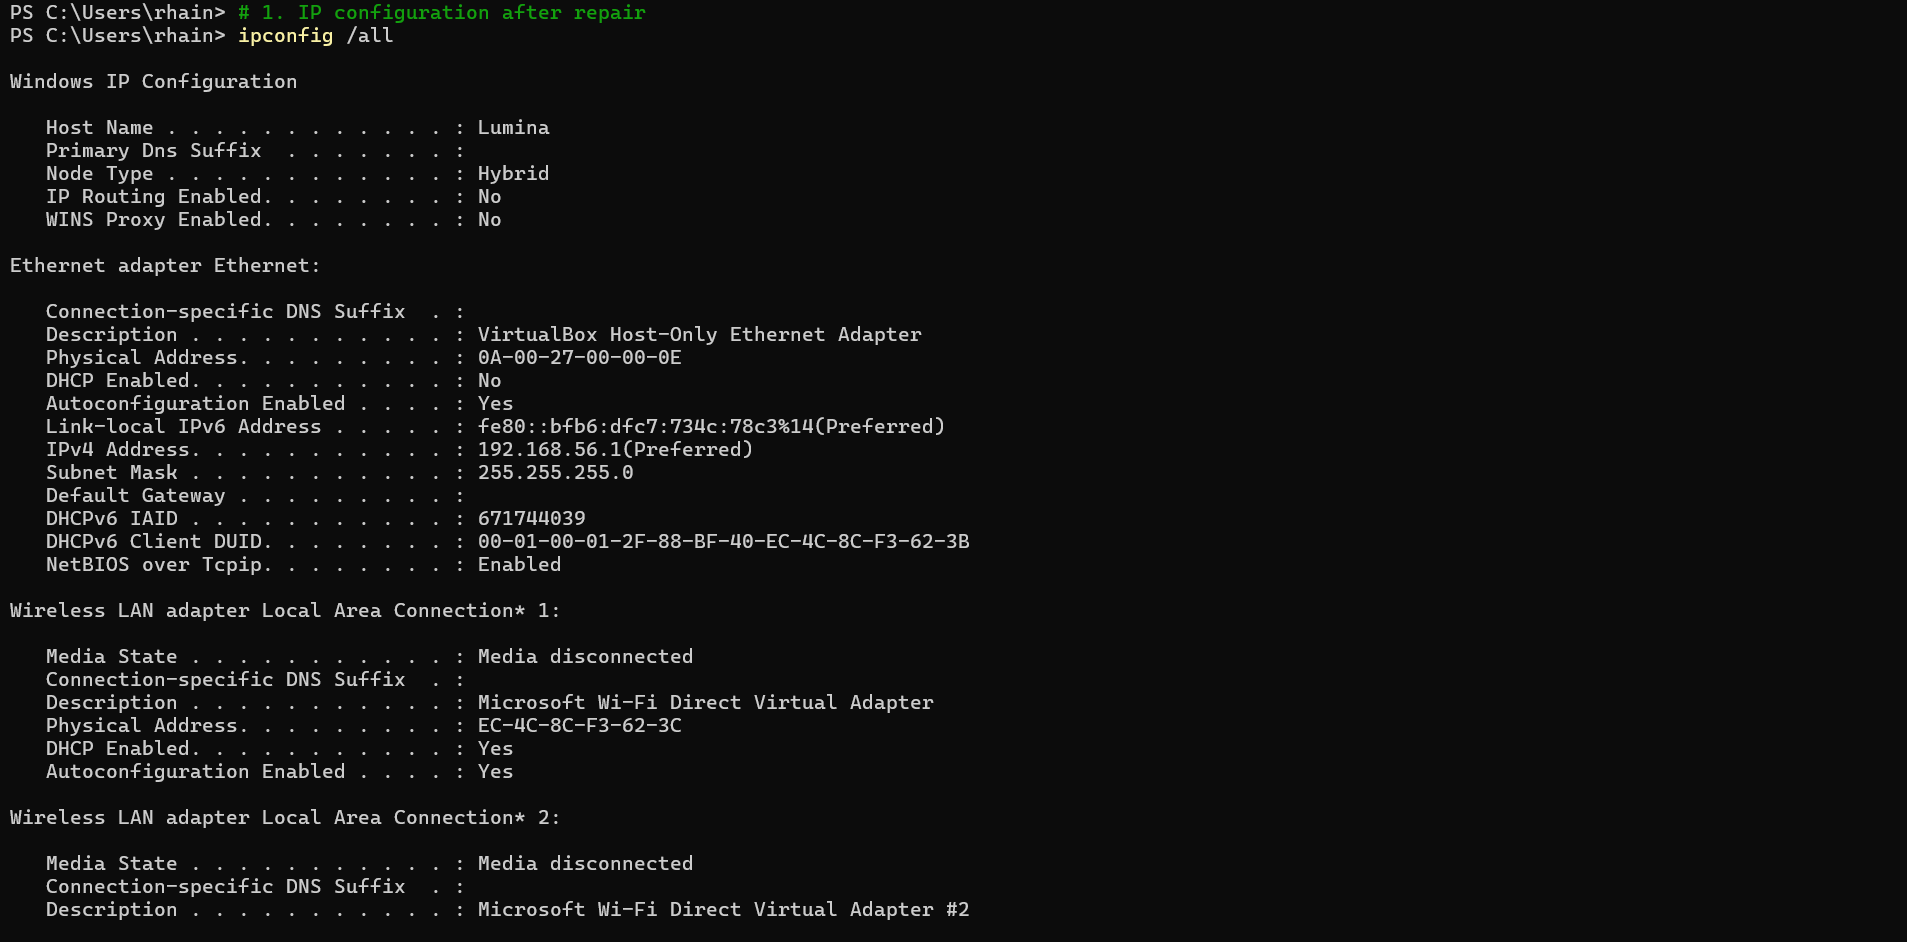 PS C:\Users\rhain> # 1. IP configuration after repair
PS C:\Users\rhain> ipconfig /all
Windows IP Configuration
   Host Name . . . . . . . . . . . . : Lumina
   Primary Dns Suffix  . . . . . . . :
   Node Type . . . . . . . . . . . . : Hybrid
   IP Routing Enabled. . . . . . . . : No
   WINS Proxy Enabled. . . . . . . . : No
Ethernet adapter Ethernet:
   Connection-specific DNS Suffix  . :
   Description . . . . . . . . . . . : VirtualBox Host-Only Ethernet Adapter
   Physical Address. . . . . . . . . : 0A-00-27-00-00-0E
   DHCP Enabled. . . . . . . . . . . : No
   Autoconfiguration Enabled . . . . : Yes
   Link-local IPv6 Address . . . . . : fe80::bfb6:dfc7:734c:78c3%14(Preferred)
   IPv4 Address. . . . . . . . . . . : 192.168.56.1(Preferred)
   Subnet Mask . . . . . . . . . . . : 255.255.255.0
   Default Gateway . . . . . . . . . :
   DHCPv6 IAID . . . . . . . . . . . : 671744039
   DHCPv6 Client DUID. . . . . . . . : 00-01-00-01-2F-88-BF-40-EC-4C-8C-F3-62-3B
   NetBIOS over Tcpip. . . . . . . . : Enabled
Wireless LAN adapter Local Area Connection* 1:
   Media State . . . . . . . . . . . : Media disconnected
   Connection-specific DNS Suffix  . :
   Description . . . . . . . . . . . : Microsoft Wi-Fi Direct Virtual Adapter
   Physical Address. . . . . . . . . : EC-4C-8C-F3-62-3C
   DHCP Enabled. . . . . . . . . . . : Yes
   Autoconfiguration Enabled . . . . : Yes
Wireless LAN adapter Local Area Connection* 2:
   Media State . . . . . . . . . . . : Media disconnected
   Connection-specific DNS Suffix  . :
   Description . . . . . . . . . . . : Microsoft Wi-Fi Direct Virtual Adapter #2